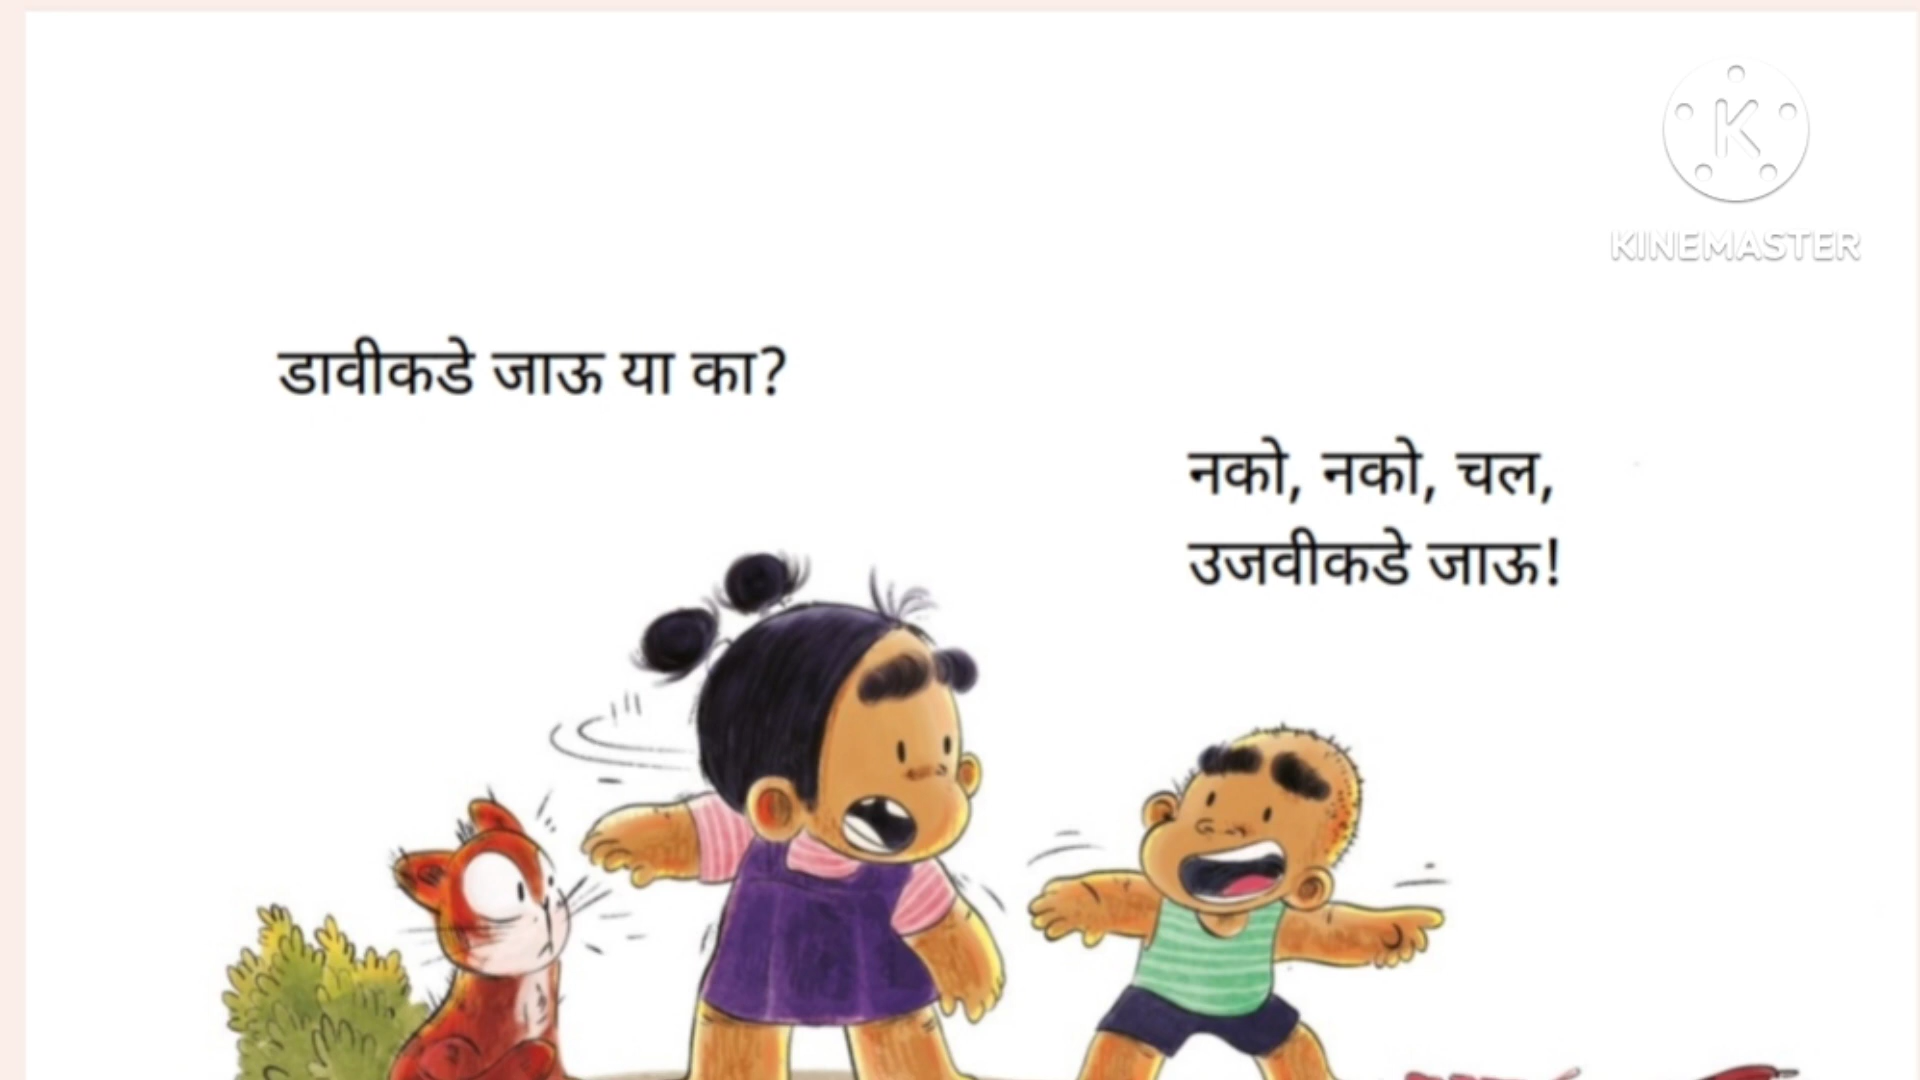 K
KINEMASTER
डावीकडे जाऊ या का?
नको, नको, चल,
उजवीकडे जाऊ!